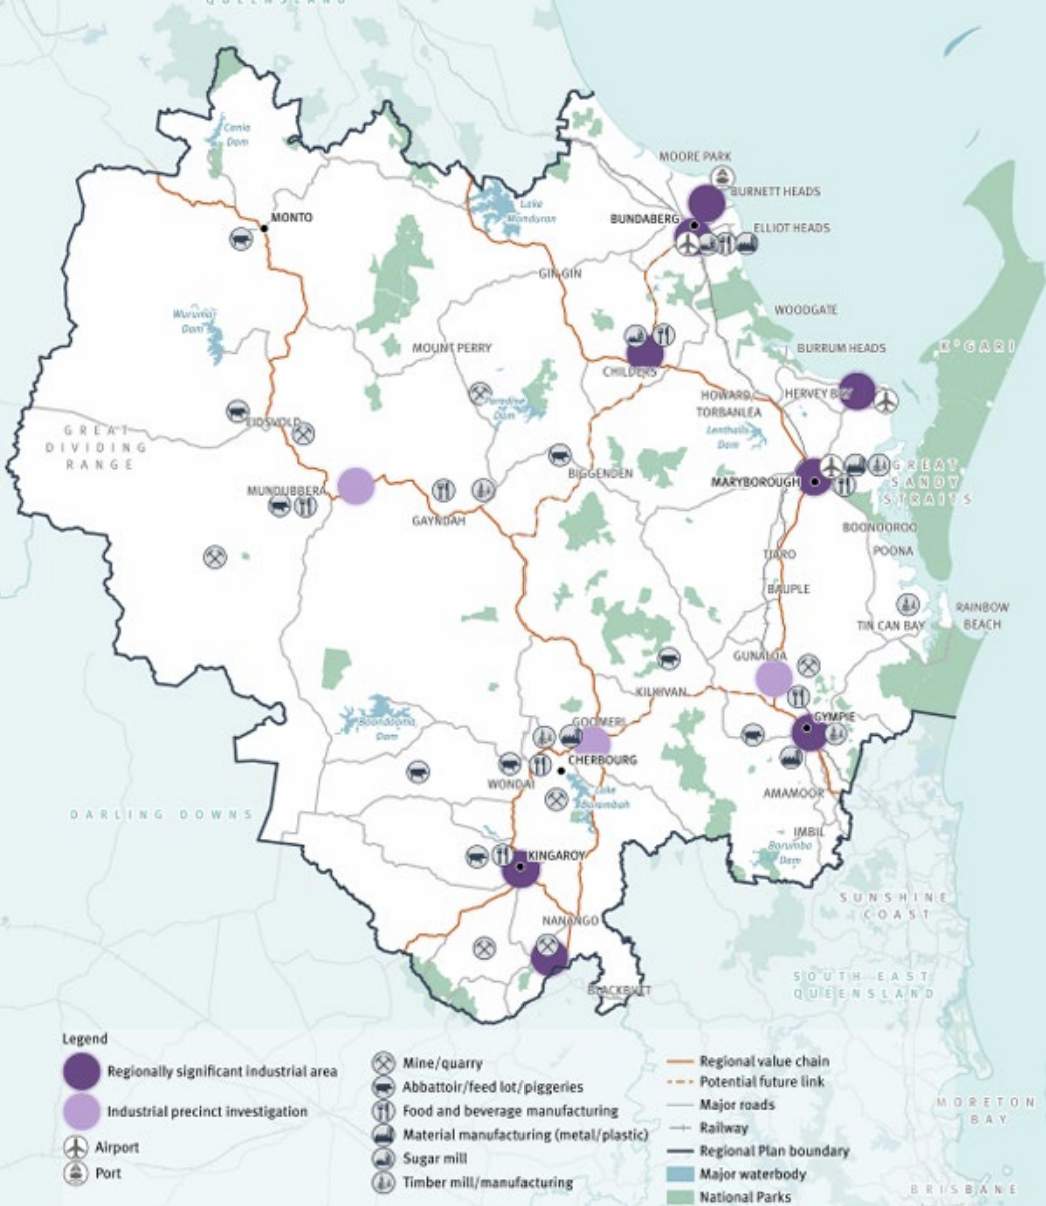 QUEENSLAND
Cania
Dam
MOORE PARK
BURNETT HEADS
Lake
Monduran
MONTO
BUNDABERG
ELLIOT HEADS
GIN GIN
Wuruma
Dam
WOODGATE
K'GARI
MOUNT PERRY
BURRUM HEADS
CHILDERS
HERVEY BAY
Paradise
Dam
HOWARD
TORBANLEA
EIDSVOLD
Lenthalls
Dam
GREAT
DIVIDING
RANGE
GREAT
SANDY
STRAITS
BIGGENDEN
MARYBOROUGH
MUNDUBBERA
GAYNDAH
BOONOOROO
POONA
TIARO
BAUPLE
RAINBOW
BEACH
TIN CAN BAY
GUNALDA
KILKIVAN
Boondooma
Dam
GOOMERI
GYMPIE
CHERBOURG
WONDAI
AMAMOOR
Lake
Barambah
DARLING DOWNS
IMBIL
Borumba
Dam
KINGAROY
SUNSHINE
COAST
NANANGO
SOUTH EAST
QUEENSLAND
BLACKBUTT
MORETON
BAY
BRISBANE
Legend
Regionally significant industrial area
Industrial precinct investigation
Airport
Port
Mine/quarry
Abbattoir/feed lot/piggeries
Food and beverage manufacturing
Material manufacturing (metal/plastic)
Sugar mill
Timber mill/manufacturing
Regional value chain
Potential future link
Major roads
Railway
Regional Plan boundary
Major waterbody
National Parks